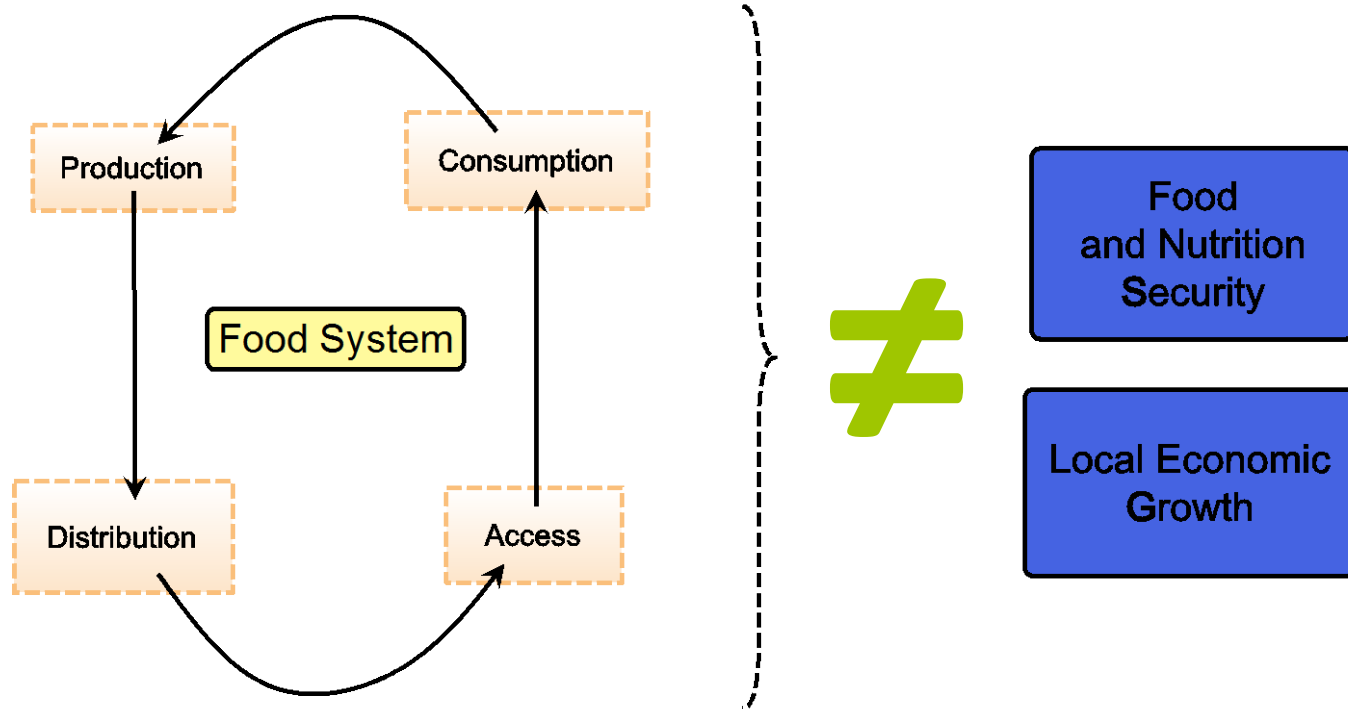 Production
Consumption
Food System
Distribution
Access
≠
Food
and Nutrition
Security
Local Economic
Growth